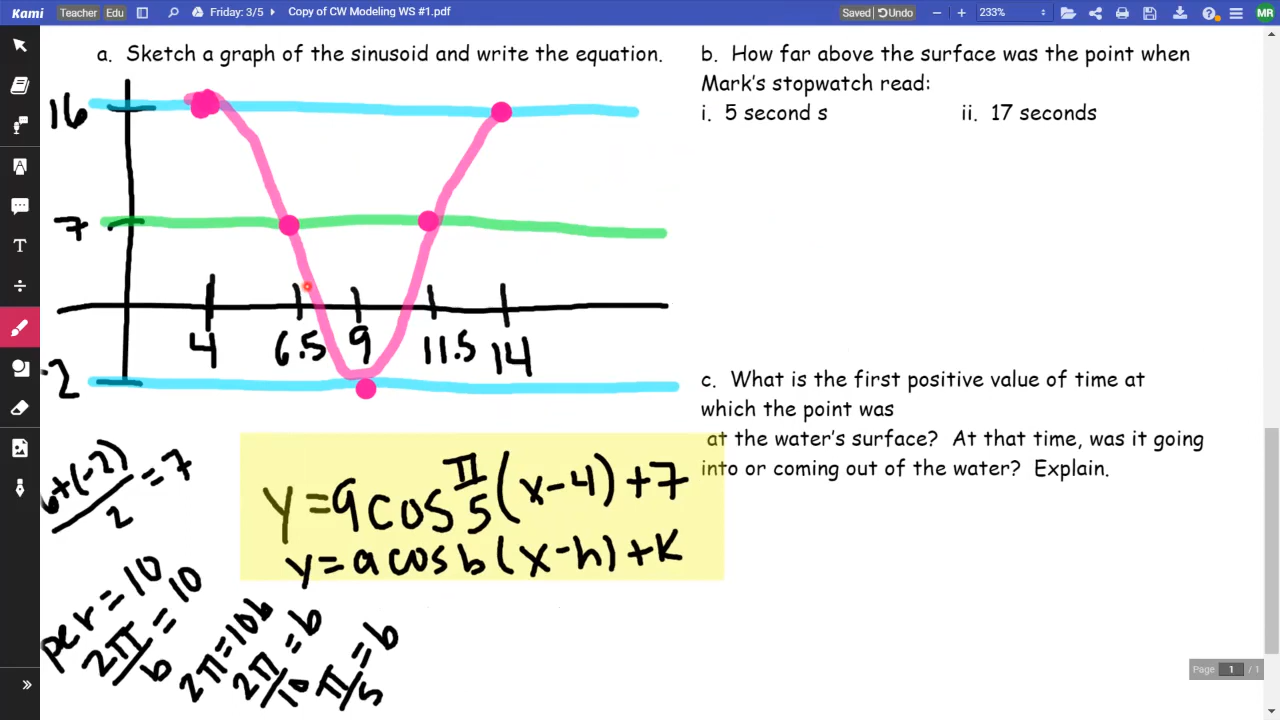 Kami Teacher Edu Friday: 3/5 > Copy of CW Modeling WS #1.pdf Saved Undo 233% MR
a. Sketch a graph of the sinusoid and write the equation.
16
7
-2
4 6.5 9 11.5 14
6+(-2)/2 = 7
y = 9 cos π/5 (x-4) +7
y = a cos b (x-h) +k
per = 10
2π/b = 10
2π = 10b
2π/10 = b
π/5 = b
b. How far above the surface was the point when
Mark's stopwatch read:
i. 5 second s ii. 17 seconds
c. What is the first positive value of time at
which the point was
at the water's surface? At that time, was it going
into or coming out of the water? Explain.
Page 1 / 1